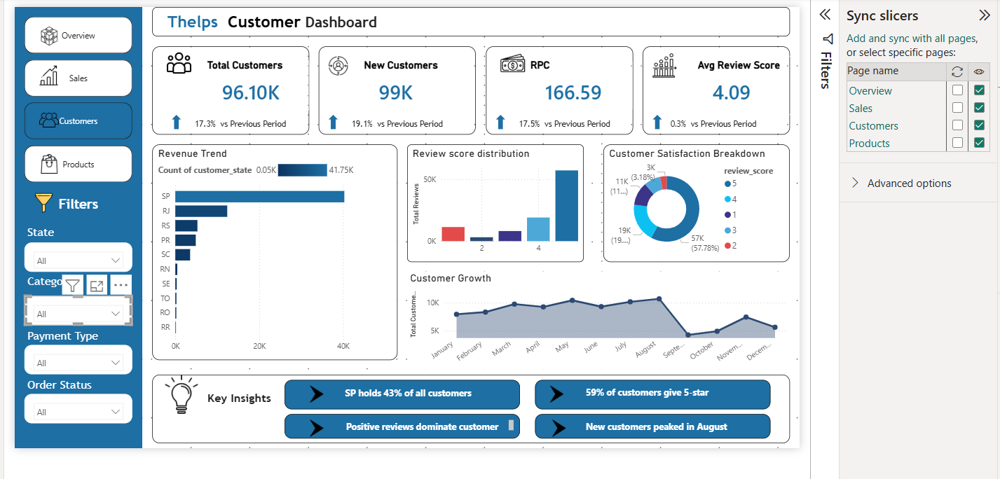 Overview
Sales
Customers
Products
Filters
State
All
Catego
All
Payment Type
All
Order Status
All
Thelps Customer Dashboard
Total Customers
96.10K
17.3% vs Previous Period
New Customers
99K
19.1% vs Previous Period
RPC
166.59
17.5% vs Previous Period
Avg Review Score
4.09
0.3% vs Previous Period
Revenue Trend
Count of customer_state 0.05K 41.75K
SP
RJ
RS
PR
SC
RN
SE
TO
RO
RR
0K 20K 40K
Review score distribution
Total Reviews
50K
0K
2 4
Customer Satisfaction Breakdown
3K
(3.18%)
11K
(11...)
19K
(19....)
57K
(57.78%)
review_score
5
4
1
3
2
Customer Growth
Total Custome...
10K
5K
January February March April May June July August Septe... October Novem... Decem...
Key Insights
SP holds 43% of all customers
59% of customers give 5-star
Positive reviews dominate customer
New customers peaked in August
Filters
Sync slicers
Add and sync with all pages,
or select specific pages:
Page name
Overview
Sales
Customers
Products
Advanced options